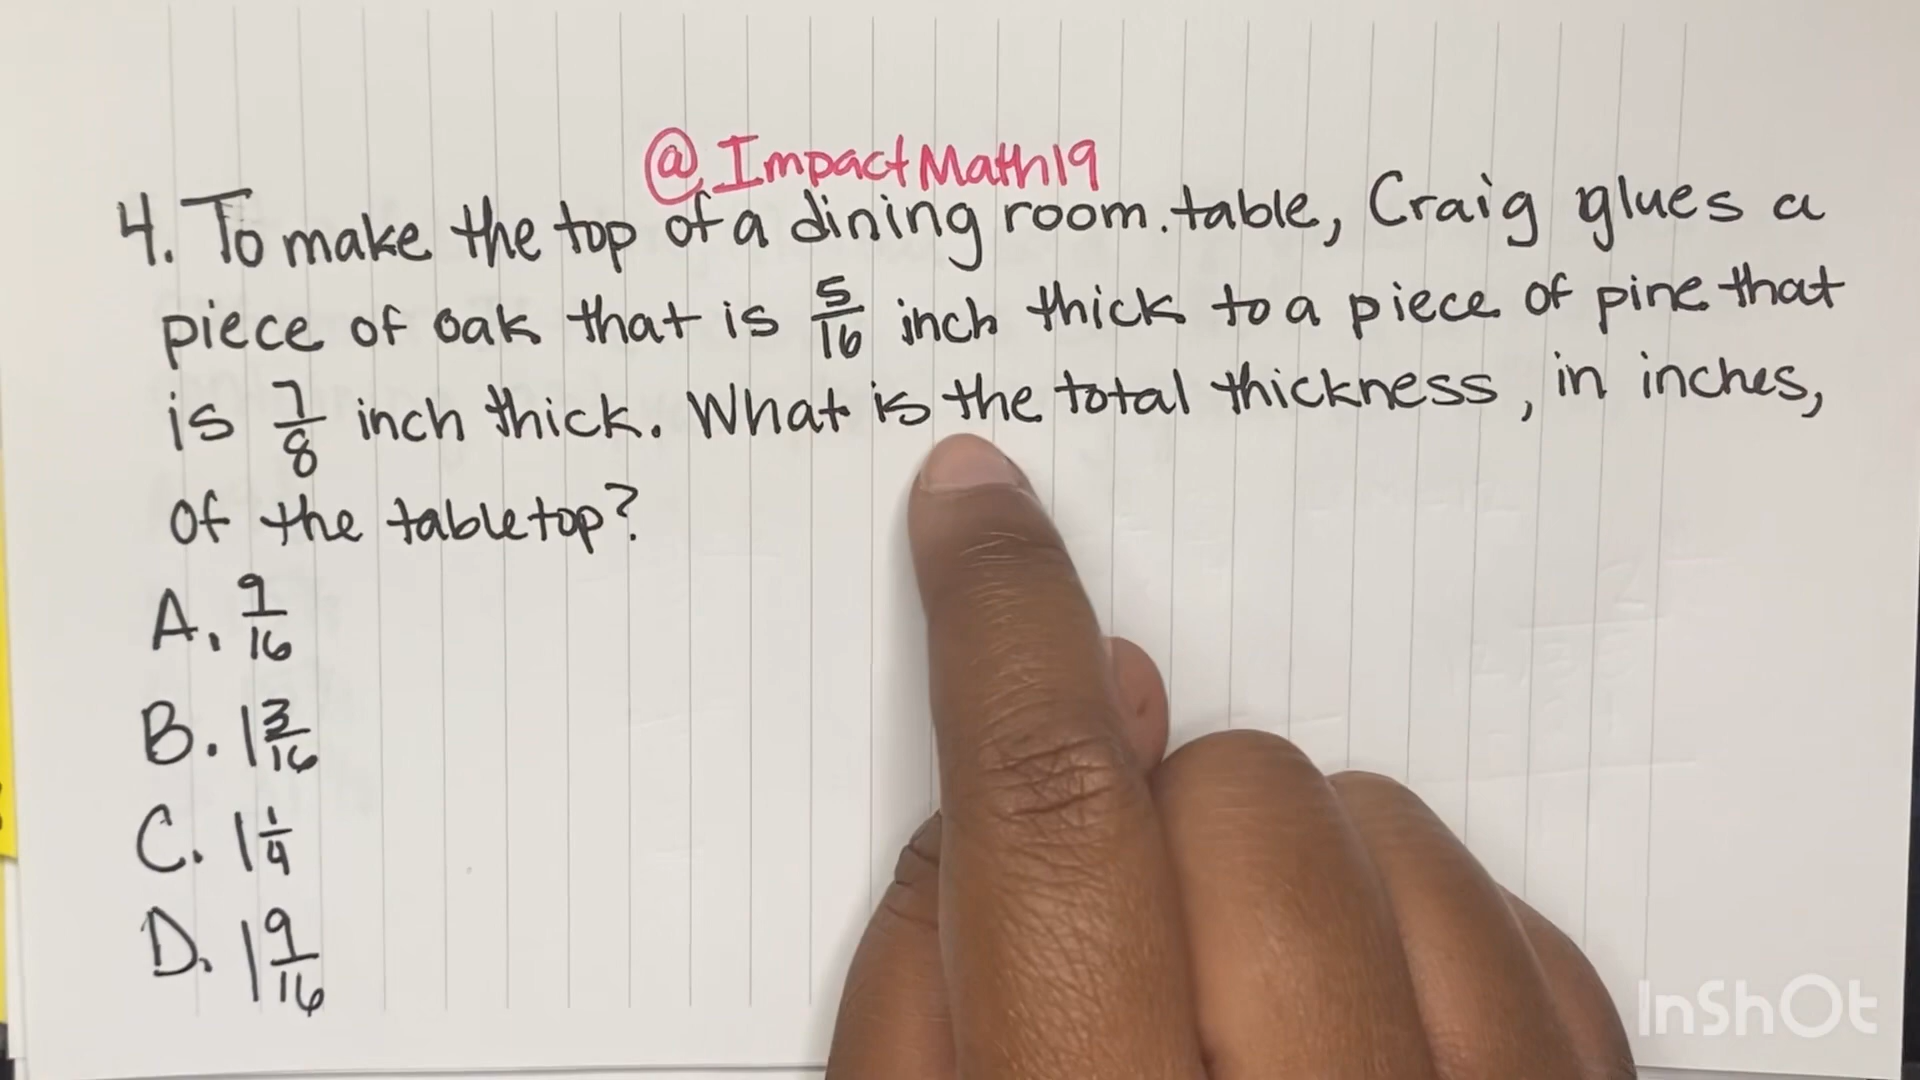 @ImpactMath19
4. To make the top of a dining room table, Craig glues a
piece of oak that is 5/16 inch thick to a piece of pine that
is 7/8 inch thick. What is the total thickness, in inches,
of the tabletop?
A. 9/16
B. 1 3/16
C. 1 1/4
D. 1 9/16
InShOt